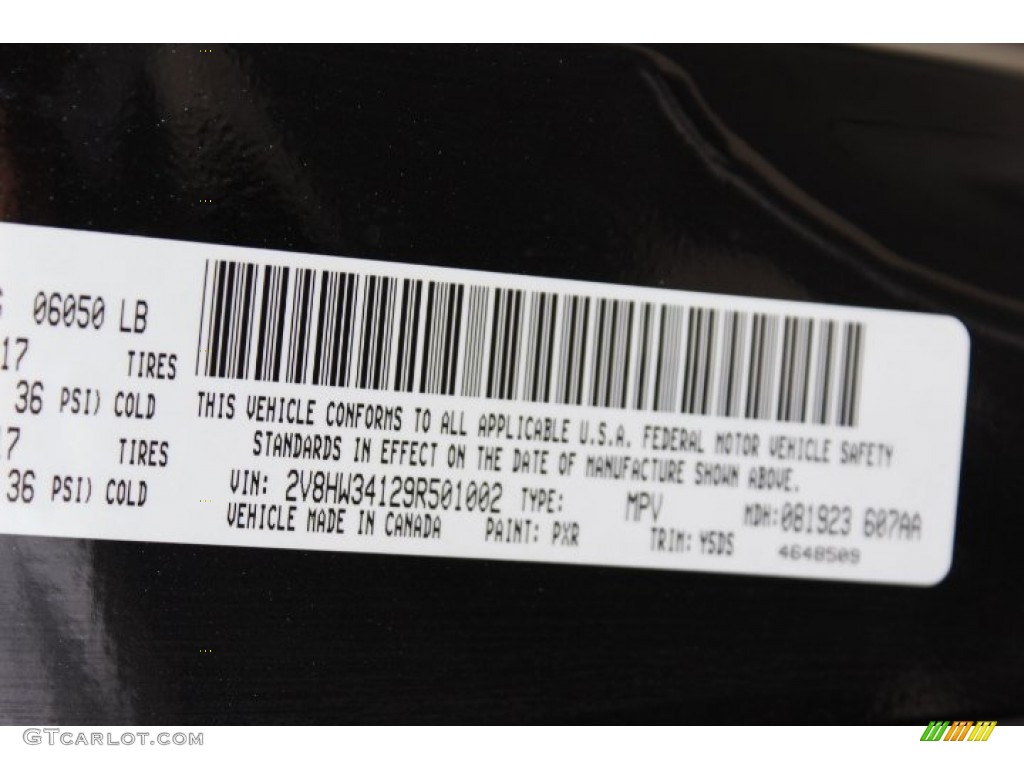 06050 LB
17 TIRES
36 PSI) COLD
17 TIRES
36 PSI) COLD
THIS VEHICLE CONFORMS TO ALL APPLICABLE U.S.A. FEDERAL MOTOR VEHICLE SAFETY
STANDARDS IN EFFECT ON THE DATE OF MANUFACTURE SHOWN ABOVE.
VIN: 2V8HW34129R501002 TYPE: MPV MDH:081923 607AA
VEHICLE MADE IN CANADA PAINT: PXR TRIM: Y5DS 4648509
GTCARLOT.COM